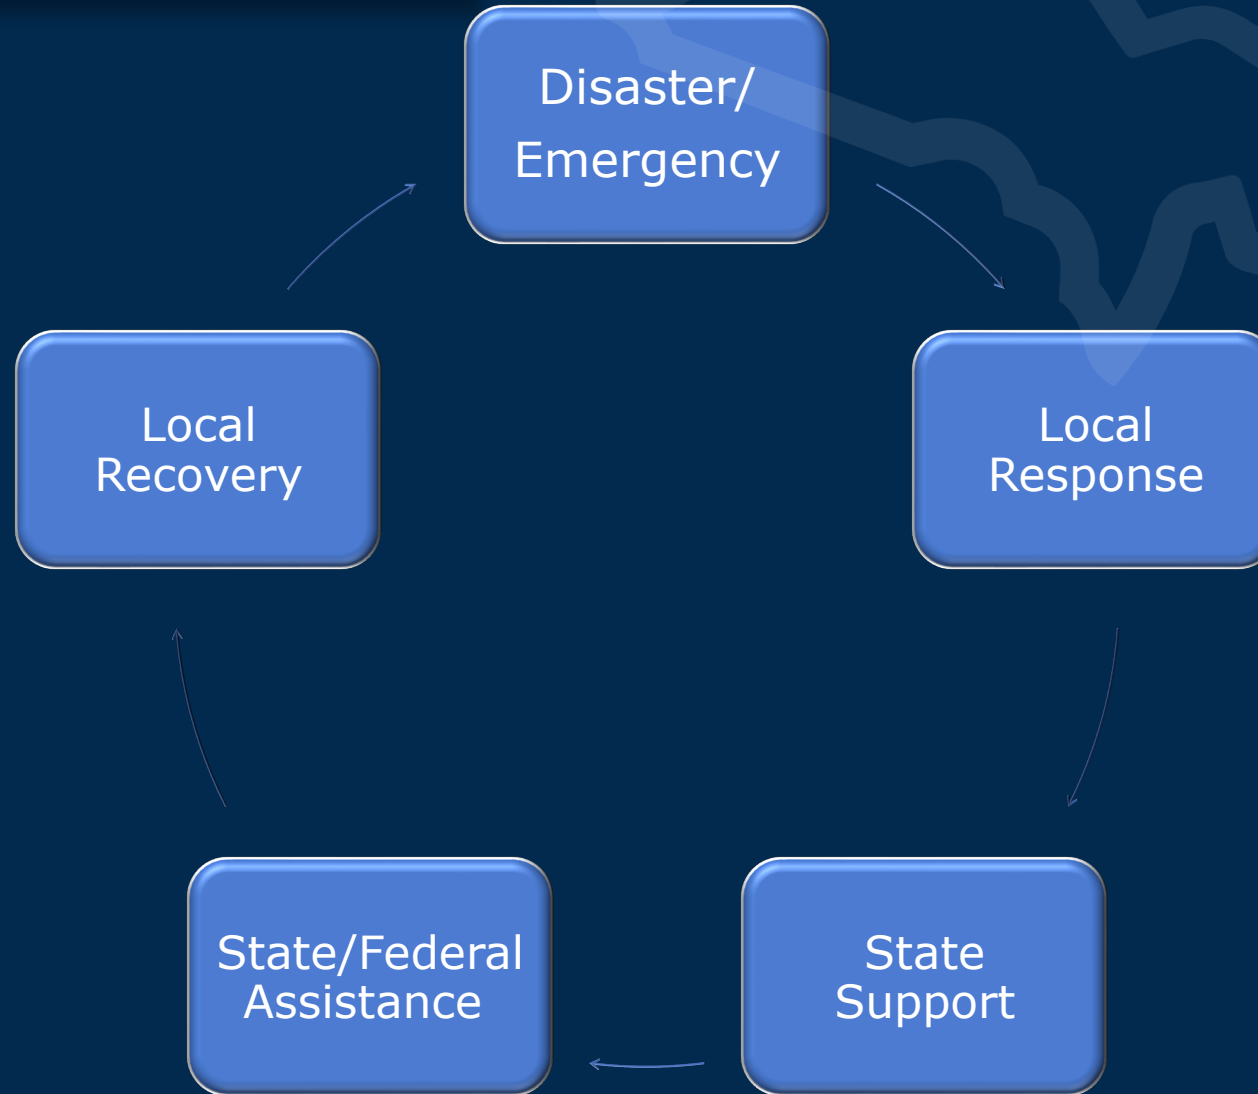 Disaster/
Emergency
Local
Response
State
Support
State/Federal
Assistance
Local
Recovery